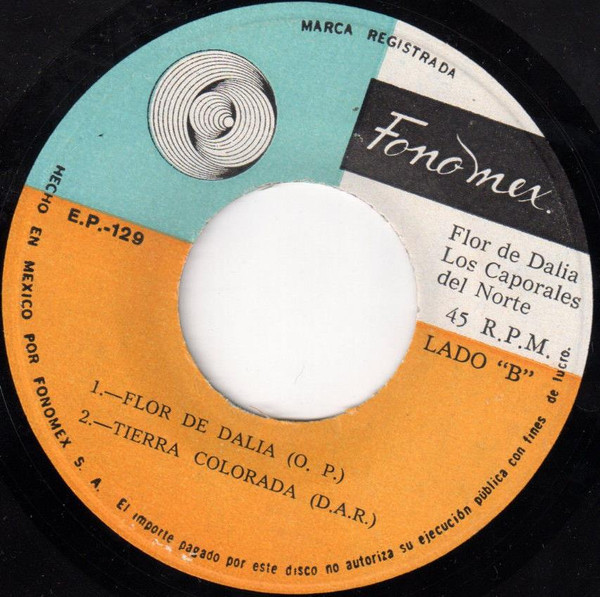 MARCA REGISTRADA
Fonomex.
E.P.-129
Flor de Dalia
Los Caporales
del Norte
45 R.P.M.
LADO "B"
1.—FLOR DE DALIA (O. P.)
2.—TIERRA COLORADA (D.A.R.)
HECHO EN MEXICO POR FONOMEX S. A.
El importe pagado por este disco no autoriza su ejecución pública con fines de lucro.